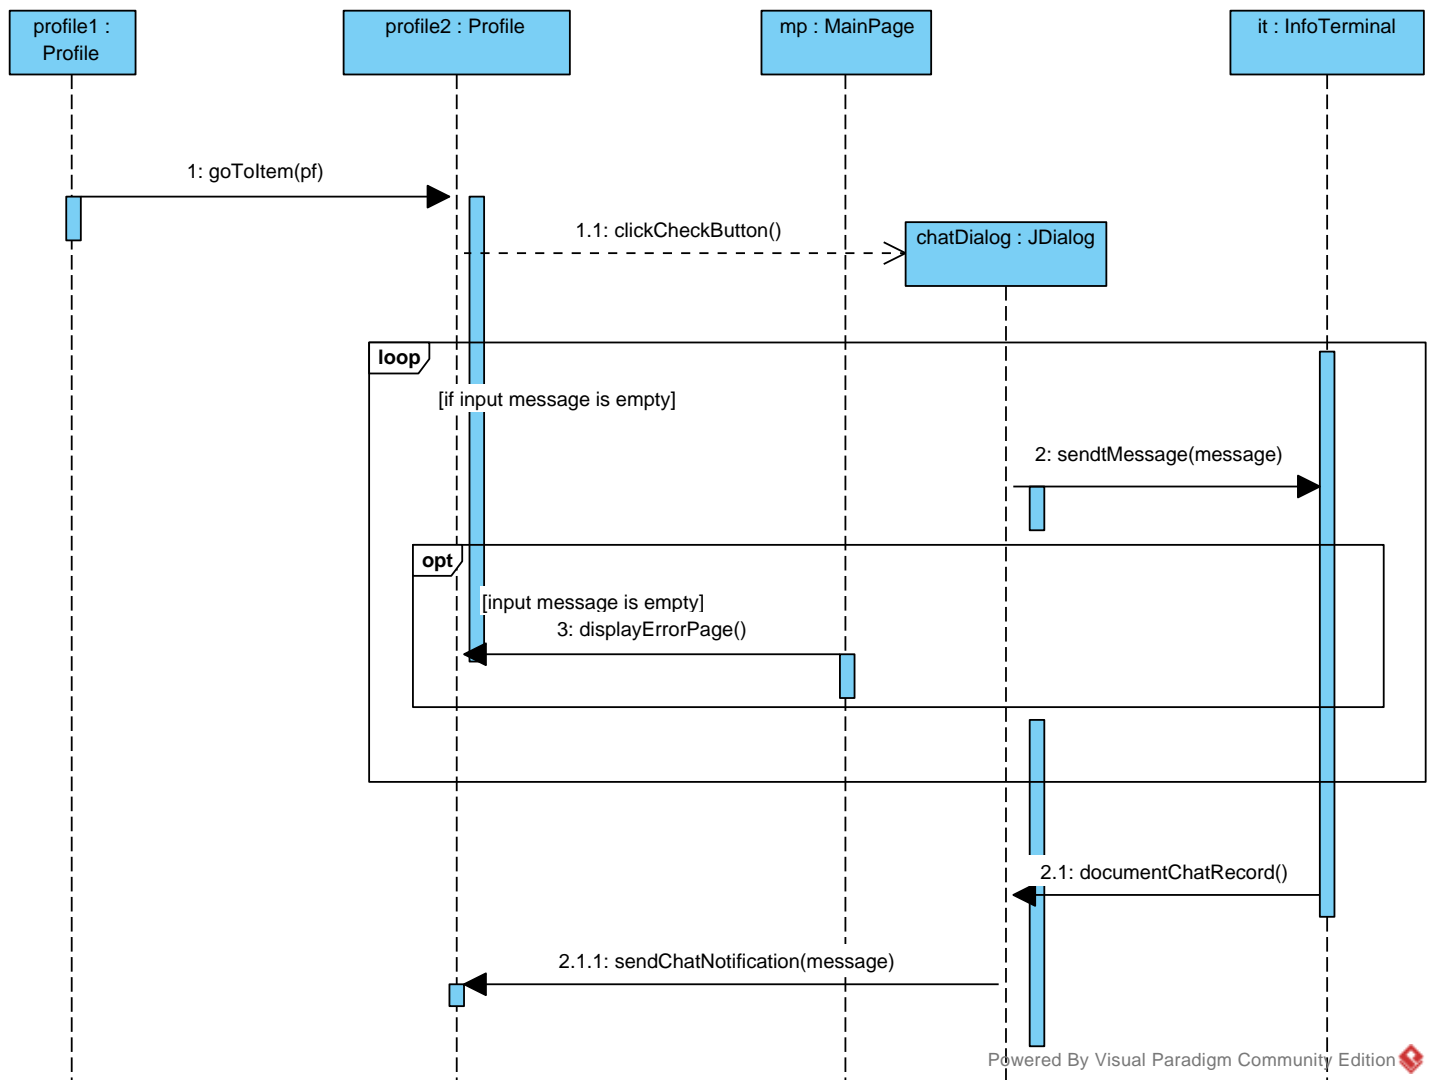 profile1 :
Profile
profile2 : Profile
mp : MainPage
it : InfoTerminal
1: goToItem(pf)
1.1: clickCheckButton()
chatDialog : JDialog
loop
[if input message is empty]
2: sendtMessage(message)
opt
[input message is empty]
3: displayErrorPage()
2.1: documentChatRecord()
2.1.1: sendChatNotification(message)
Powered By Visual Paradigm Community Edition